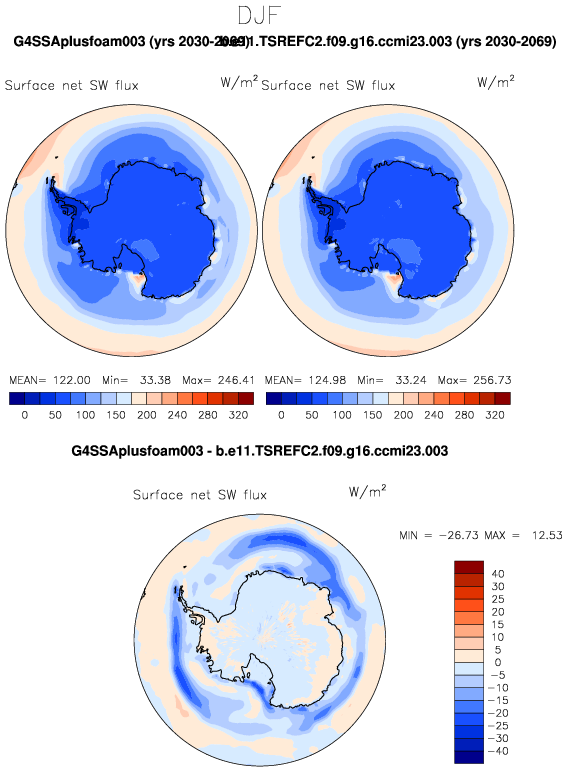 DJF
G4SSAplusfoam003 (yrs 2030-2069)
b.e11.TSREFC2.f09.g16.ccmi23.003 (yrs 2030-2069)
Surface net SW flux W/m²
Surface net SW flux W/m²
MEAN= 122.00 Min= 33.38 Max= 246.41
MEAN= 124.98 Min= 33.24 Max= 256.73
0 50 100 150 200 240 280 320
0 50 100 150 200 240 280 320
G4SSAplusfoam003 - b.e11.TSREFC2.f09.g16.ccmi23.003
Surface net SW flux W/m²
MIN = -26.73 MAX = 12.53
40
30
25
20
15
10
5
0
-5
-10
-15
-20
-25
-30
-40